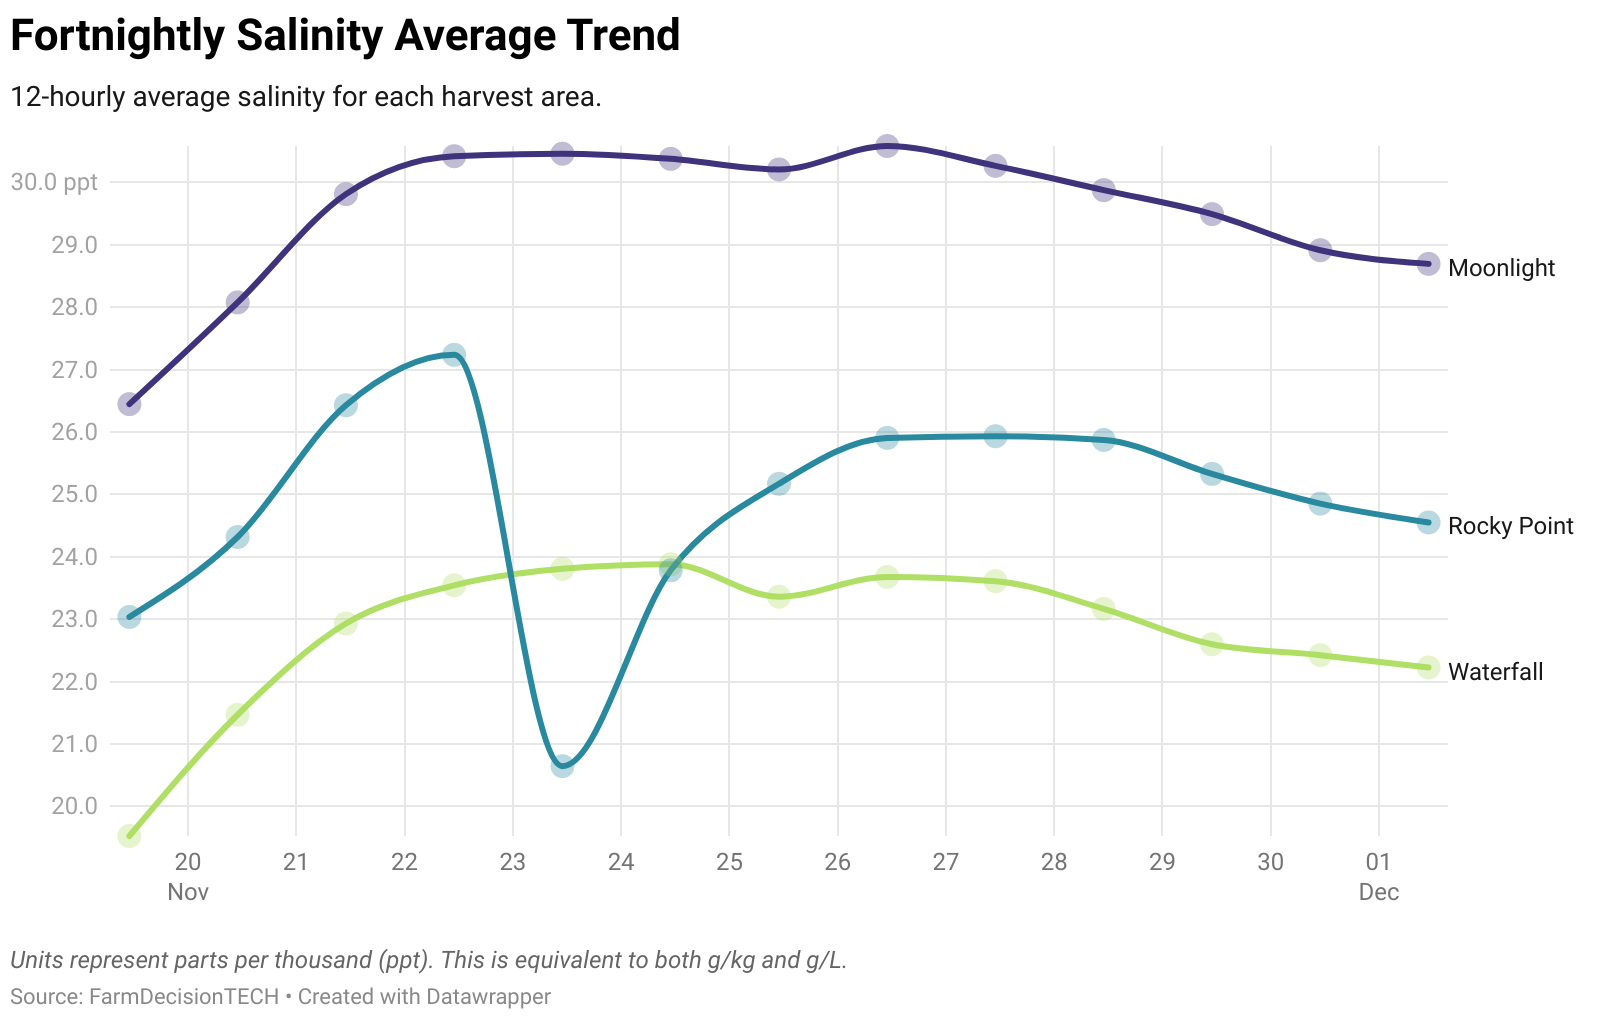 Fortnightly Salinity Average Trend
12-hourly average salinity for each harvest area.
30.0 ppt
29.0
Moonlight
28.0
27.0
26.0
25.0
Rocky Point
24.0
23.0
Waterfall
22.0
21.0
20.0
20 21 22 23 24 25 26 27 28 29 30 01
Nov Dec
Units represent parts per thousand (ppt). This is equivalent to both g/kg and g/L.
Source: FarmDecisionTECH • Created with Datawrapper